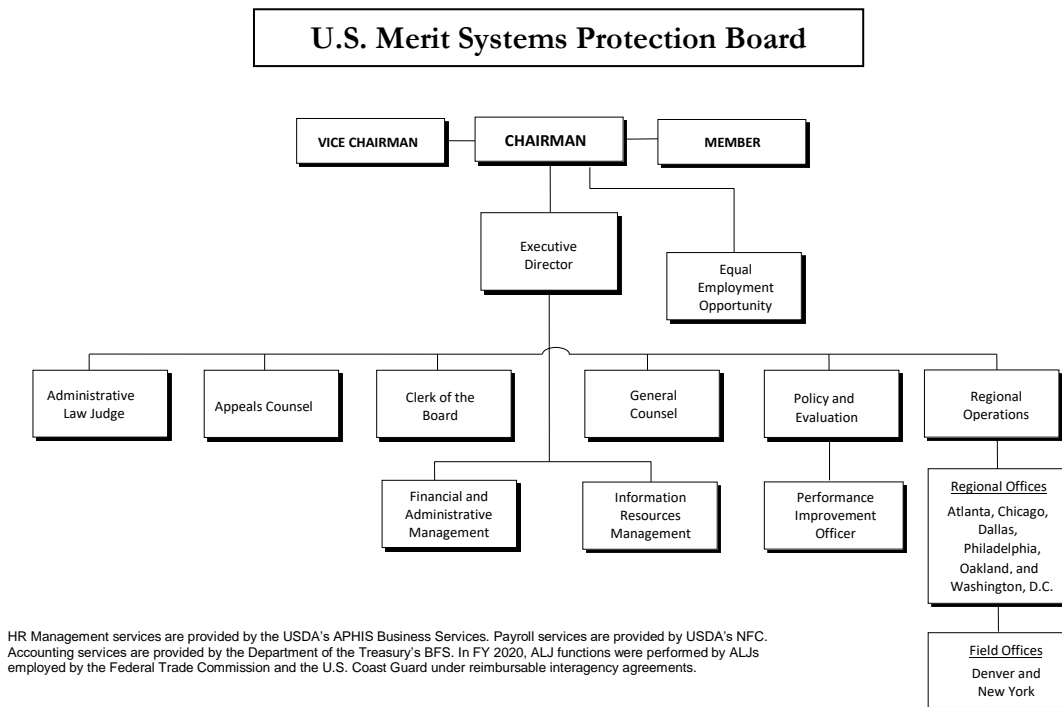 U.S. Merit Systems Protection Board
VICE CHAIRMAN
CHAIRMAN
MEMBER
Executive
Director
Equal
Employment
Opportunity
Administrative
Law Judge
Appeals Counsel
Clerk of the
Board
General
Counsel
Policy and
Evaluation
Regional
Operations
Financial and
Administrative
Management
Information
Resources
Management
Performance
Improvement
Officer
Regional Offices
Atlanta, Chicago,
Dallas,
Philadelphia,
Oakland, and
Washington, D.C.
HR Management services are provided by the USDA's APHIS Business Services. Payroll services are provided by USDA's NFC.
Accounting services are provided by the Department of the Treasury's BFS. In FY 2020, ALJ functions were performed by ALJs
employed by the Federal Trade Commission and the U.S. Coast Guard under reimbursable interagency agreements.
Field Offices
Denver and
New York